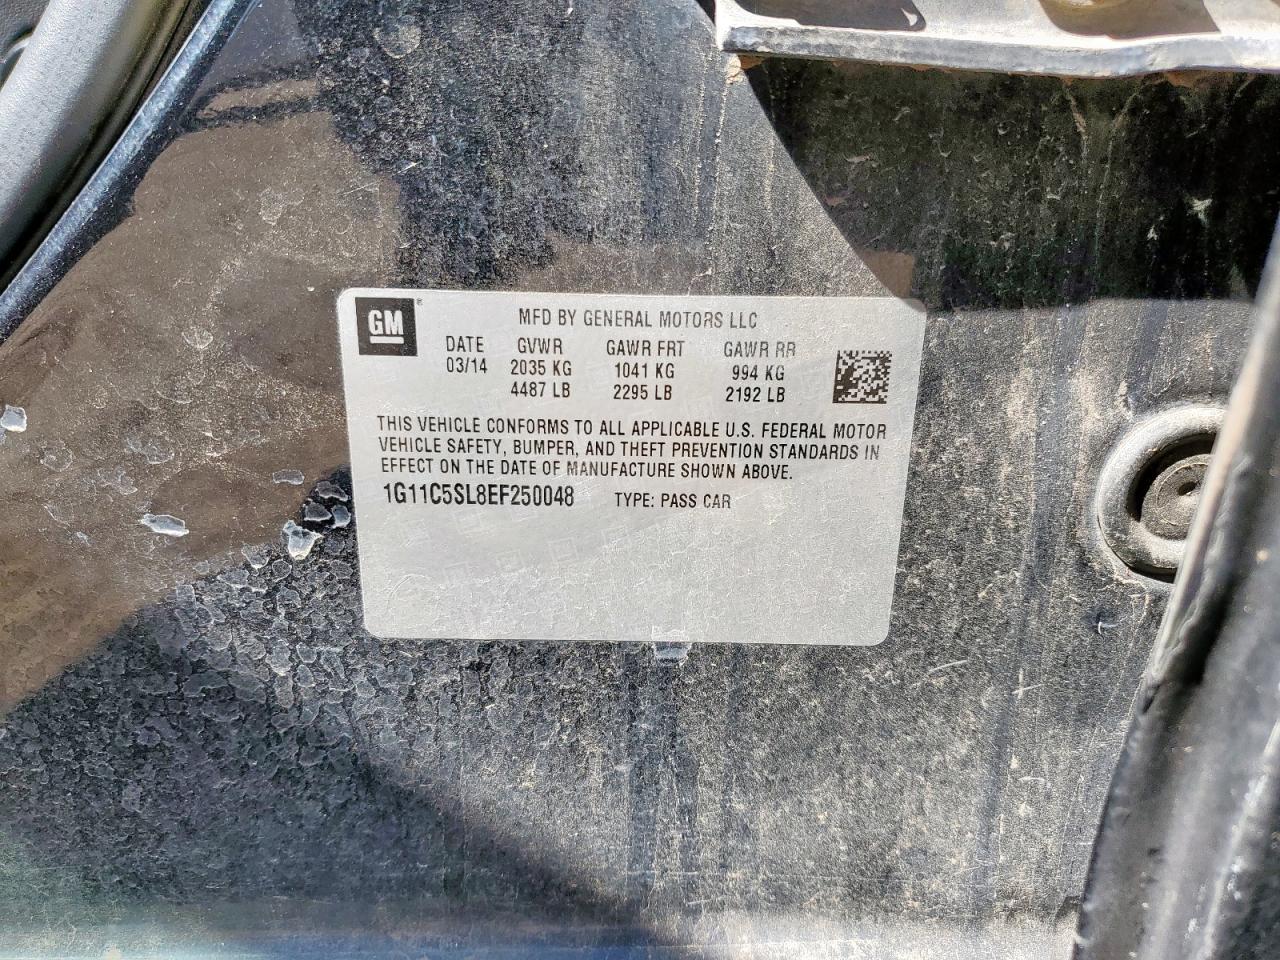 GM
MFD BY GENERAL MOTORS LLC
DATE GVWR GAWR FRT GAWR RR
03/14 2035 KG 1041 KG 994 KG
4487 LB 2295 LB 2192 LB
THIS VEHICLE CONFORMS TO ALL APPLICABLE U.S. FEDERAL MOTOR
VEHICLE SAFETY, BUMPER, AND THEFT PREVENTION STANDARDS IN
EFFECT ON THE DATE OF MANUFACTURE SHOWN ABOVE.
1G11C5SL8EF250048 TYPE: PASS CAR